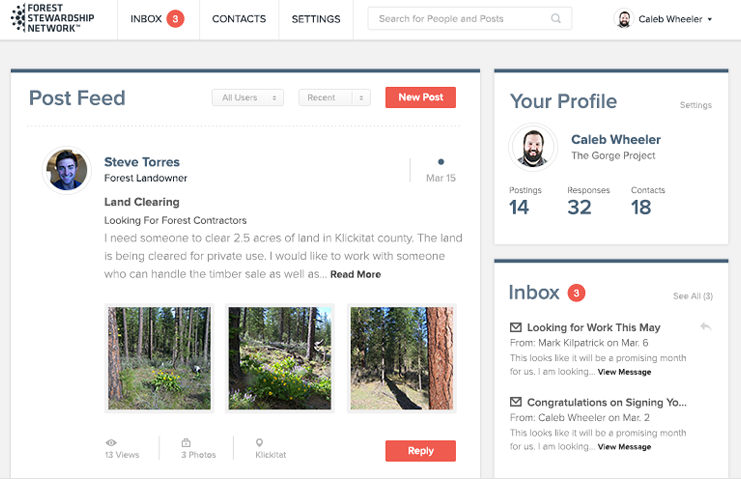 FOREST
STEWARDSHIP
NETWORK™
INBOX 3
CONTACTS
SETTINGS
Search for People and Posts
Caleb Wheeler
Post Feed
All Users
Recent
New Post
Steve Torres
Forest Landowner
Mar 15
Land Clearing
Looking For Forest Contractors
I need someone to clear 2.5 acres of land in Klickitat county. The land
is being cleared for private use. I would like to work with someone
who can handle the timber sale as well as... Read More
13 Views
3 Photos
Klickitat
Reply
Your Profile
Settings
Caleb Wheeler
The Gorge Project
Postings
Responses
Contacts
14
32
18
Inbox 3
See All (3)
Looking for Work This May
From: Mark Kilpatrick on Mar. 6
This looks like it will be a promising month
for us. I am looking... View Message
Congratulations on Signing Yo...
From: Caleb Wheeler on Mar. 2
This looks like it will be a promising month
for us. I am looking... View Message